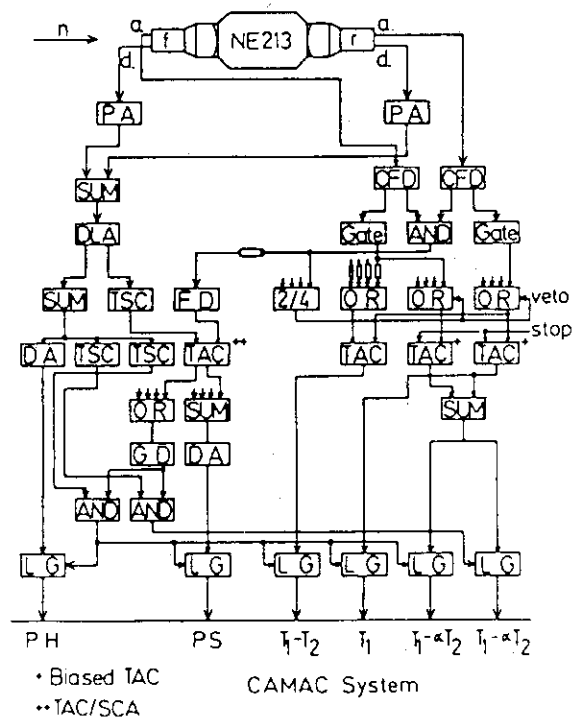 n
a.
f
NE213
r
a.
d.
d.
PA
PA
SUM
CFD
CFD
DLA
Gate
AND
Gate
SUM
TSC
FD
2/4
OR
OR
OR
veto
stop
DA
TSC
TSC
TAC
++
TAC
TAC
+
TAC
+
OR
SUM
SUM
GD
DA
AND
AND
LG
LG
LG
LG
LG
LG
PH
PS
T1-T2
T1
T1-αT2
T1-αT2
+ Biased TAC
CAMAC System
++ TAC/SCA